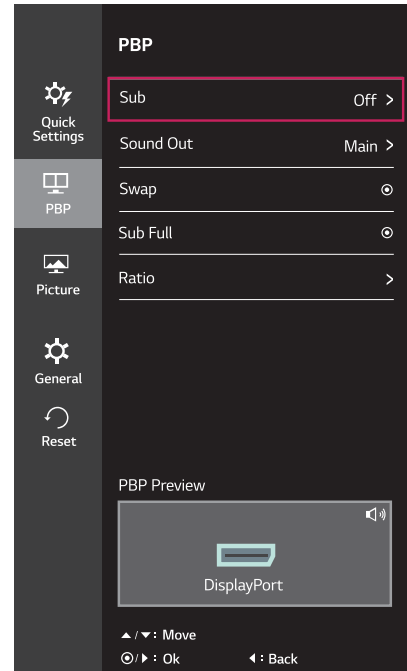 PBP
Quick
Settings
PBP
Picture
General
Reset
Sub Off >
Sound Out Main >
Swap
Sub Full
Ratio >
PBP Preview
DisplayPort
▲/▼: Move
◉/▶: Ok ◀: Back